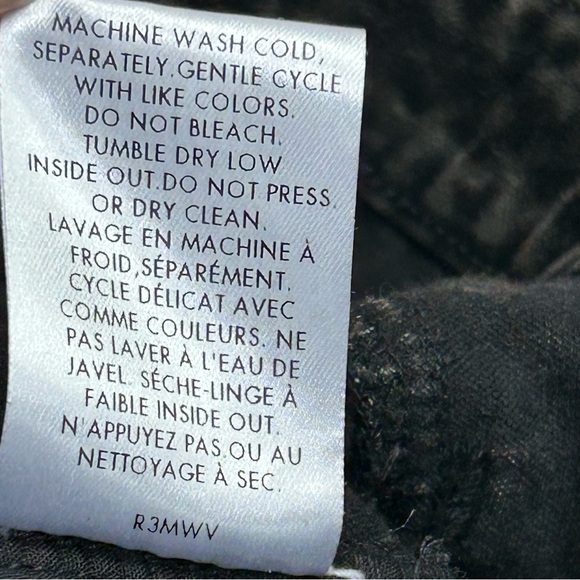 MACHINE WASH COLD,
SEPARATELY.GENTLE CYCLE
WITH LIKE COLORS.
DO NOT BLEACH.
TUMBLE DRY LOW
INSIDE OUT.DO NOT PRESS
OR DRY CLEAN.
LAVAGE EN MACHINE À
FROID,SÉPARÉMENT.
CYCLE DÉLICAT AVEC
COMME COULEURS. NE
PAS LAVER À L'EAU DE
JAVEL. SÉCHE-LINGE À
FAIBLE INSIDE OUT.
N'APPUYEZ PAS.OU AU
NETTOYAGE À SEC.
R3MWV